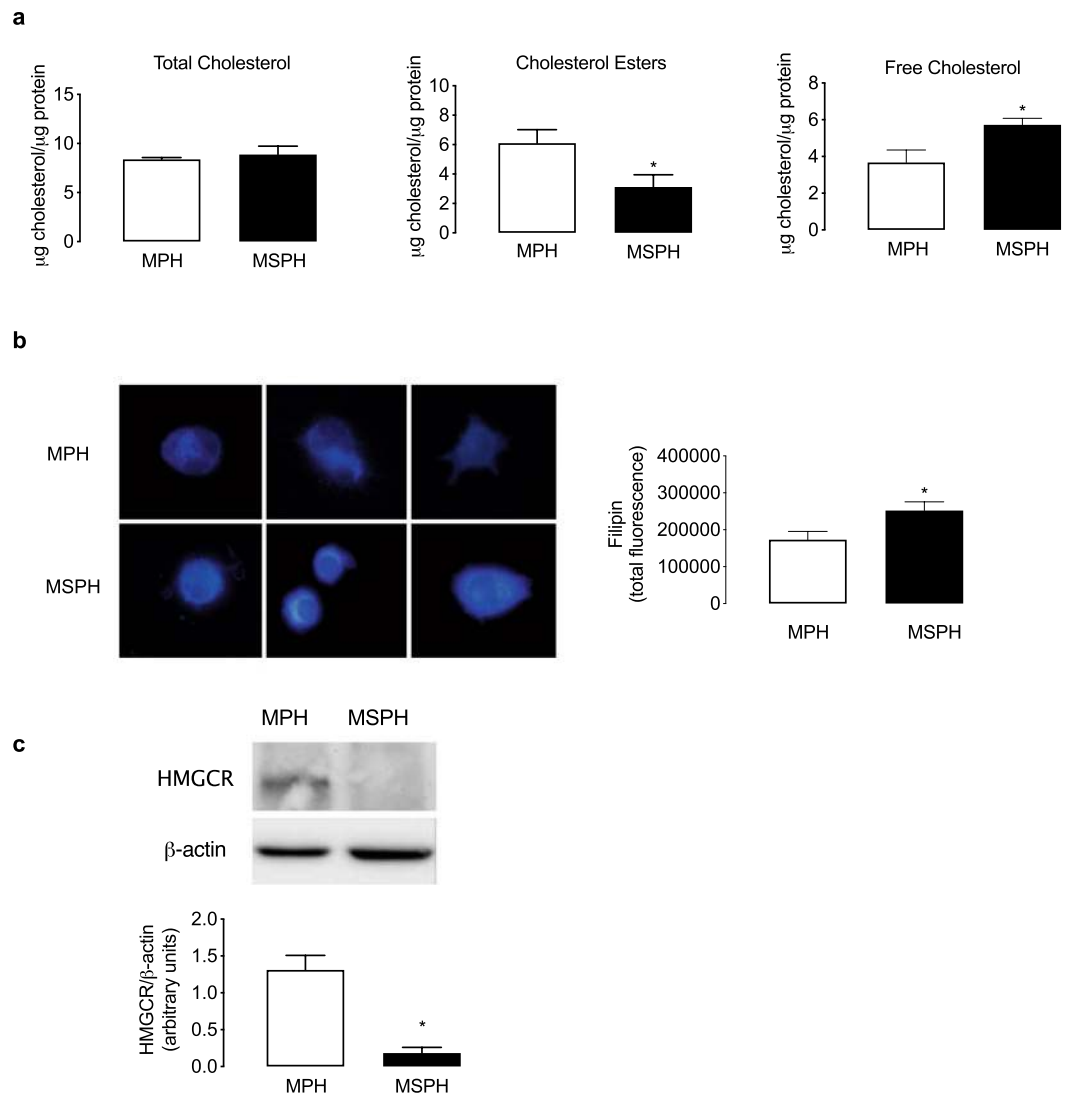 a
Total Cholesterol
Cholesterol Esters
Free Cholesterol
μg cholesterol/μg protein
15
10
5
0
MPH
MSPH
μg cholesterol/μg protein
10
8
6
4
2
0
*
MPH
MSPH
μg cholesterol/μg protein
8
6
4
2
0
*
MPH
MSPH
b
MPH
MSPH
Filipin
(total fluorescence)
400000
300000
200000
100000
0
*
MPH
MSPH
c
MPH MSPH
HMGCR
β-actin
HMGCR/β-actin
(arbitrary units)
2.0
1.5
1.0
0.5
0.0
*
MPH
MSPH